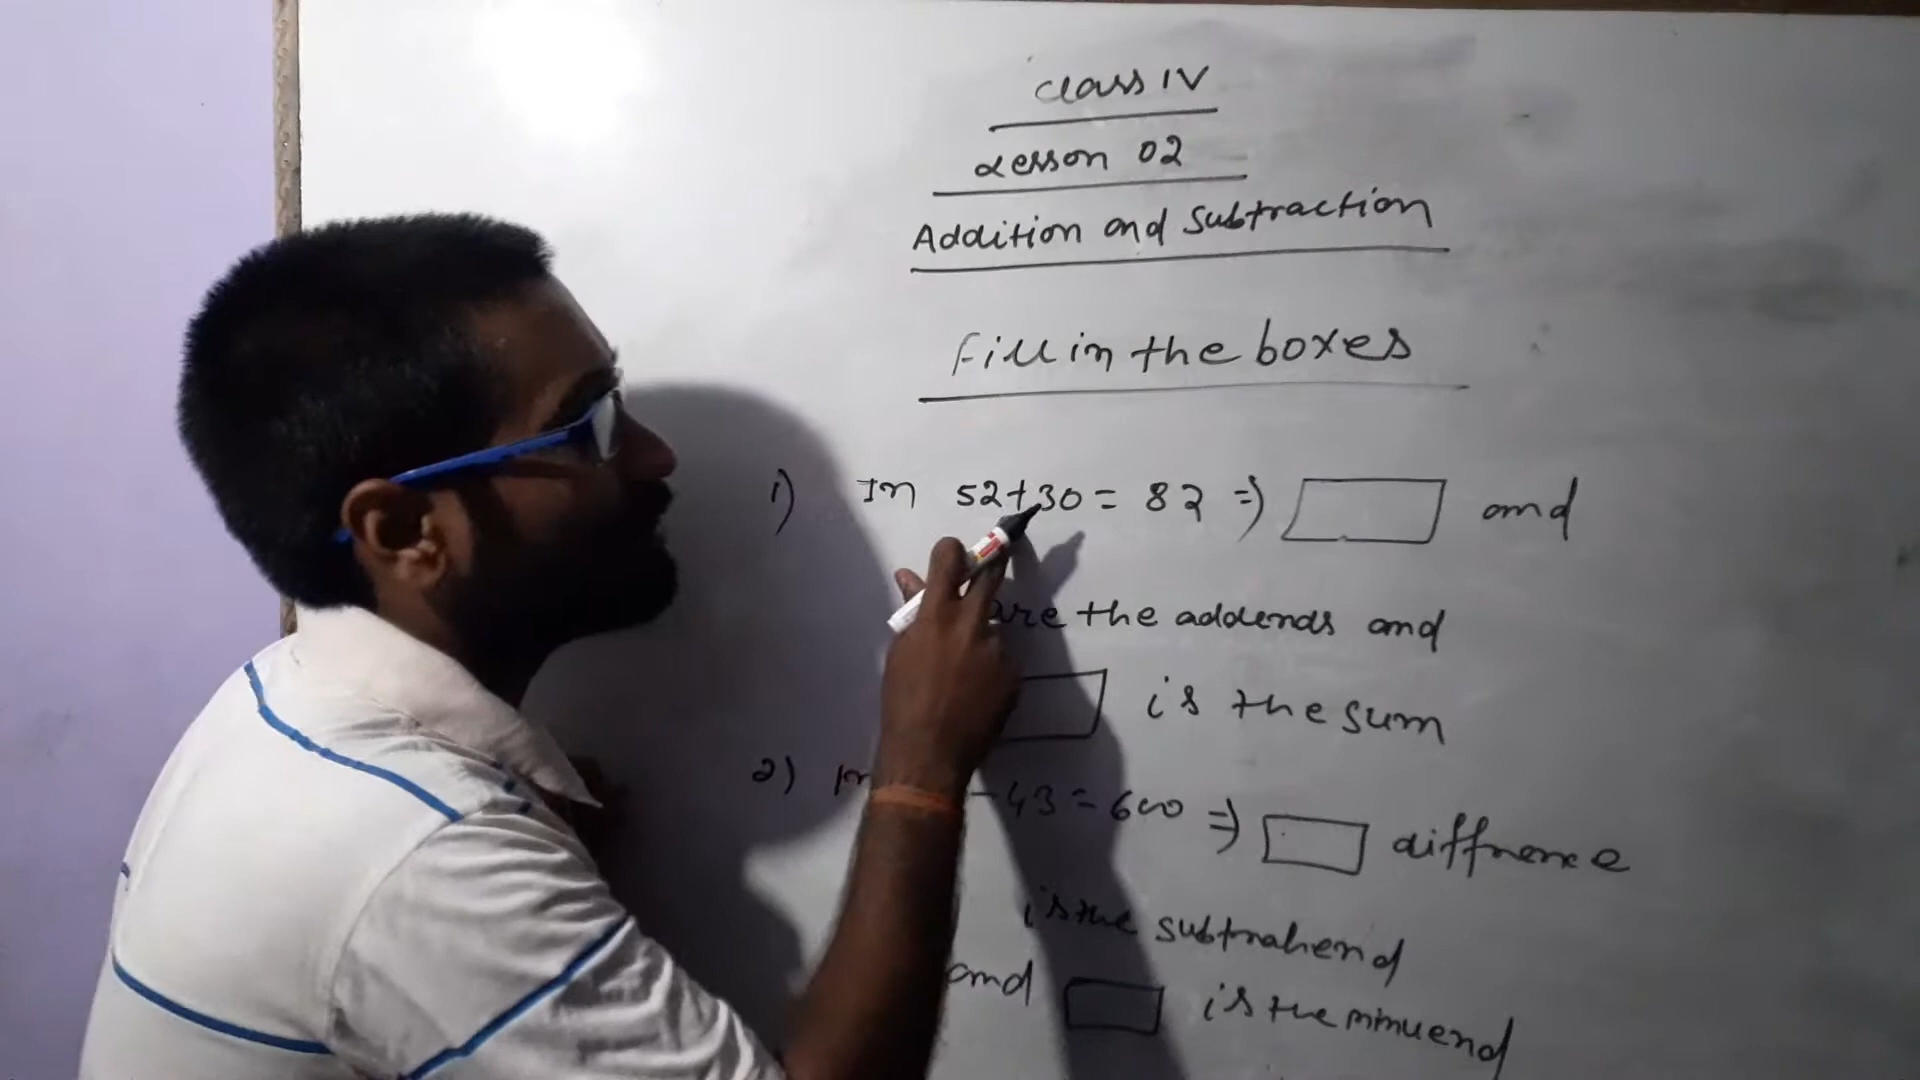 Class IV
Lesson 02
Addition and Subtraction
Fill in the boxes
1) In 52+30 = 82 ⇒ and
are the addends and
is the sum
2) In - 43 = 600 ⇒ diffrence
is the subtrahend
and is the minuend